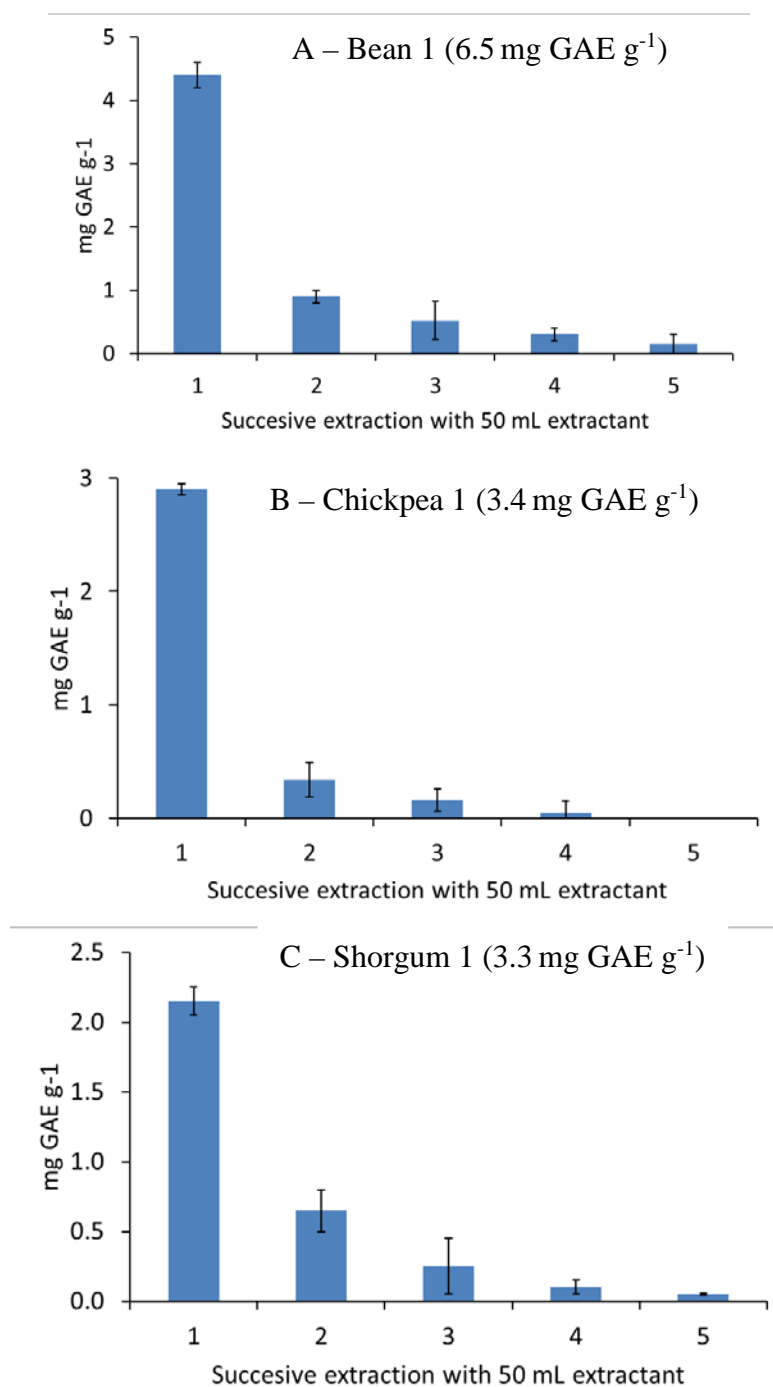 A – Bean 1 (6.5 mg GAE g-1)
5
4
3
2
1
0
mg GAE g-1
1 2 3 4 5
Succesive extraction with 50 mL extractant
B – Chickpea 1 (3.4 mg GAE g-1)
3
2
1
0
mg GAE g-1
1 2 3 4 5
Succesive extraction with 50 mL extractant
C – Shorgum 1 (3.3 mg GAE g-1)
2.5
2.0
1.5
1.0
0.5
0.0
mg GAE g-1
1 2 3 4 5
Succesive extraction with 50 mL extractant